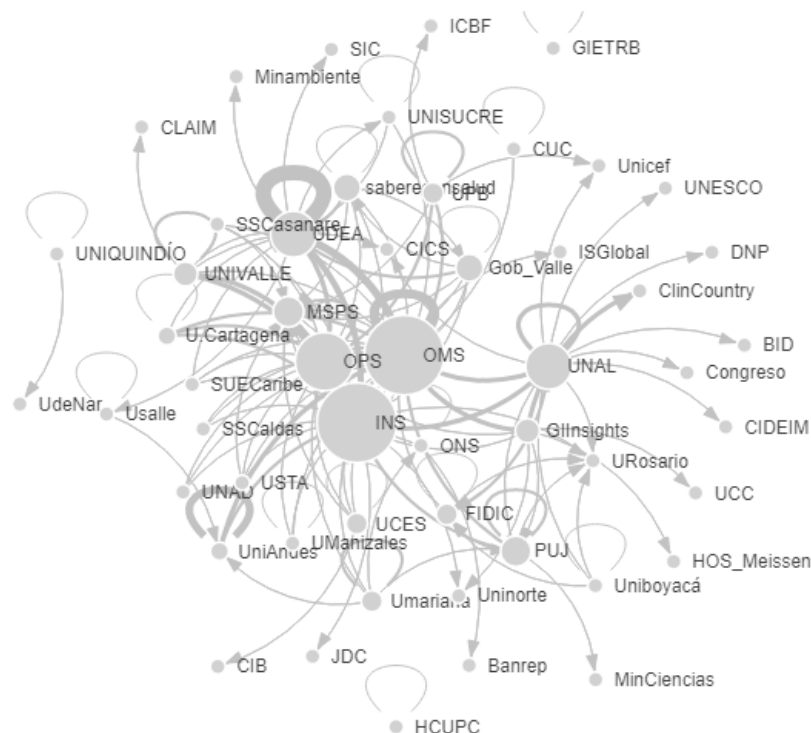 ICBF
SIC
GIETRB
Minambiente
UNISUCRE
CLAIM
CUC
Unicef
saberesensalud
UPB
UNESCO
SSCasanare
UDEA
CICS
ISGlobal
DNP
UNIQUINDÍO
UNIVALLE
Gob_Valle
ClinCountry
MSPS
U.Cartagena
OMS
BID
OPS
UNAL
Congreso
SUECaribe
UdeNar
Usalle
INS
CIDEIM
SSCaldas
GIInsights
ONS
URosario
UNAD
USTA
UCC
UCES
FIDIC
UManizales
UniAndes
PUJ
HOS_Meissen
Umariana
Uninorte
Uniboyacá
CIB
JDC
Banrep
MinCiencias
HCUPC